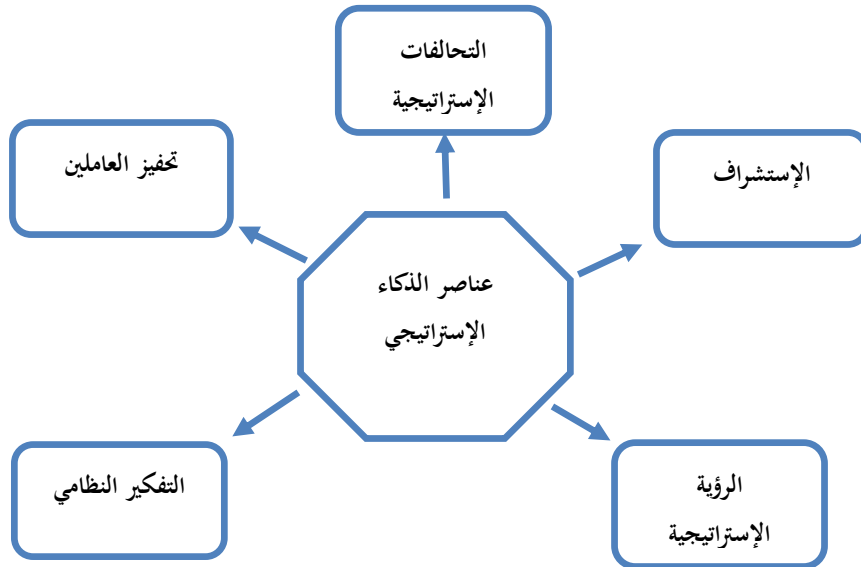 التحالفات
الإستراتيجية
تحفيز العاملين
الإستشراف
عناصر الذكاء
الإستراتيجي
التفكير النظامي
الرؤية
الإستراتيجية